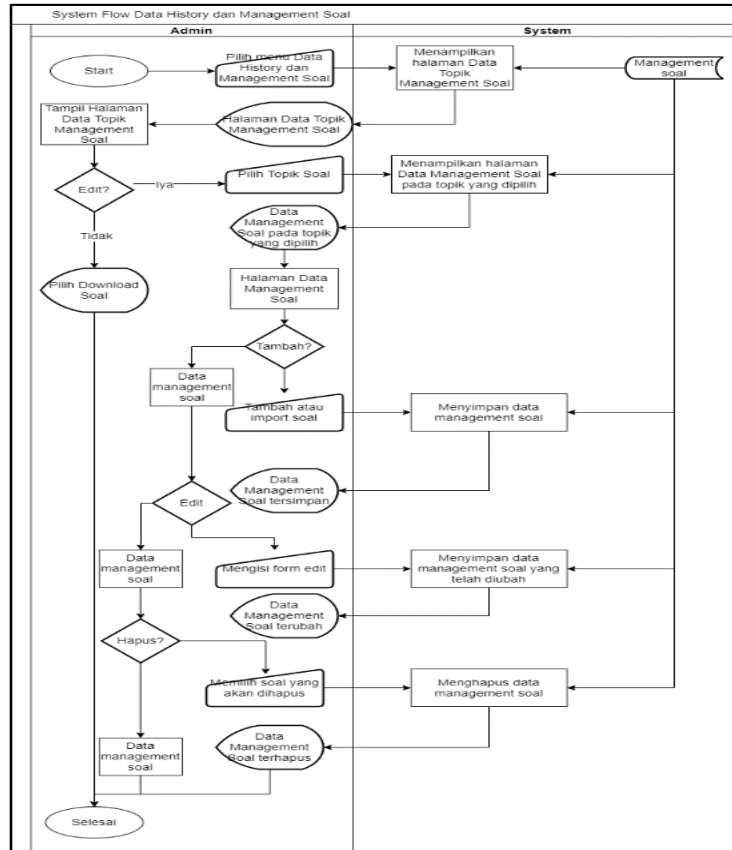 System Flow Data History dan Management Soal
Admin
System
Start
Pilih menu Data
History dan
Management Soal
Menampilkan
halaman Data
Topik
Management Soal
Management
soal
Tampil Halaman
Data Topik
Management
Soal
Halaman Data Topik
Management Soal
Edit?
Iya
Pilih Topik Soal
Menampilkan halaman
Data Management Soal
pada topik yang dipilih
Tidak
Data
Management
Soal pada topik
yang dipilih
Pilih Download
Soal
Halaman Data
Management
Soal
Tambah?
Data
management
soal
Tambah atau
import soal
Menyimpan data
management soal
Data
Management
Soal tersimpan
Edit
Data
management
soal
Mengisi form edit
Menyimpan data
management soal yang
telah diubah
Data
Management
Soal terubah
Hapus?
Memilih soal yang
akan dihapus
Menghapus data
management soal
Data
management
soal
Data
Management
Soal terhapus
Selesai